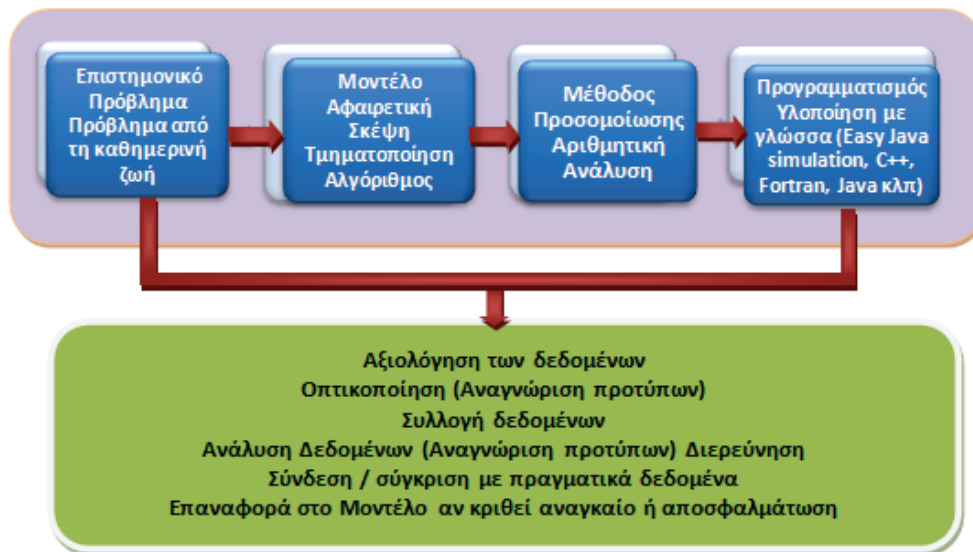 Επιστημονικό
Πρόβλημα
Πρόβλημα από
τη καθημερινή
ζωή
Μοντέλο
Αφαιρετική
Σκέψη
Τμηματοποίηση
Αλγόριθμος
Μέθοδος
Προσομοίωσης
Αριθμητική
Ανάλυση
Προγραμματισμός
Υλοποίηση με
γλώσσα (Easy Java
simulation, C++,
Fortran, Java κλπ)
Αξιολόγηση των δεδομένων
Οπτικοποίηση (Αναγνώριση προτύπων)
Συλλογή δεδομένων
Ανάλυση Δεδομένων (Αναγνώριση προτύπων) Διερεύνηση
Σύνδεση / σύγκριση με πραγματικά δεδομένα
Επαναφορά στο Μοντέλο αν κριθεί αναγκαίο ή αποσφαλμάτωση